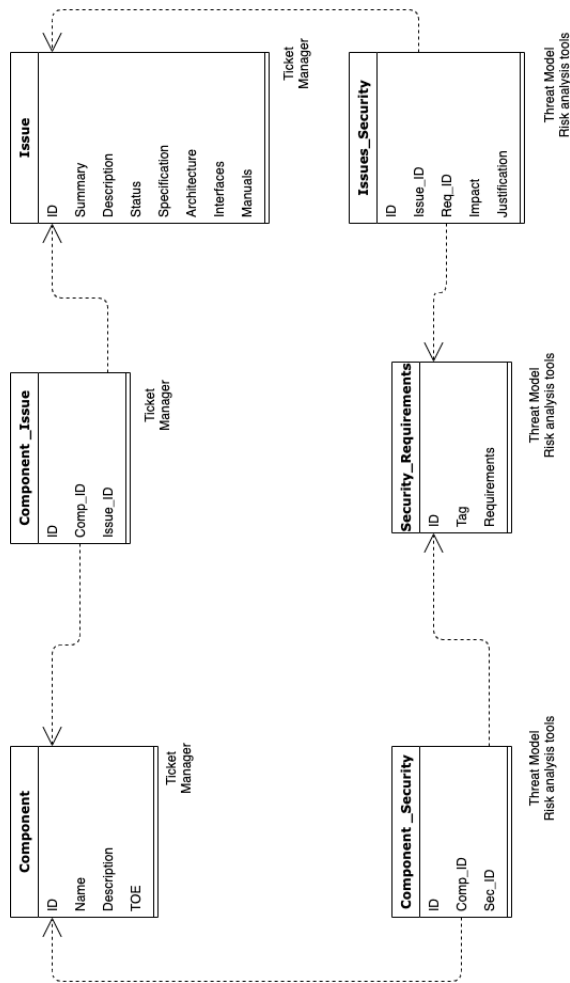 Component
ID
Name
Description
TOE
Ticket
Manager
Component _Issue
ID
Comp_ID
Issue_ID
Ticket
Manager
Issue
ID
Summary
Description
Status
Specification
Architecture
Interfaces
Manuals
Ticket
Manager
Component _Security
ID
Comp_ID
Sec_ID
Threat Model
Risk analysis tools
Security_Requirements
ID
Tag
Requirements
Threat Model
Risk analysis tools
Issues_Security
ID
Issue_ID
Req_ID
Impact
Justification
Threat Model
Risk analysis tools